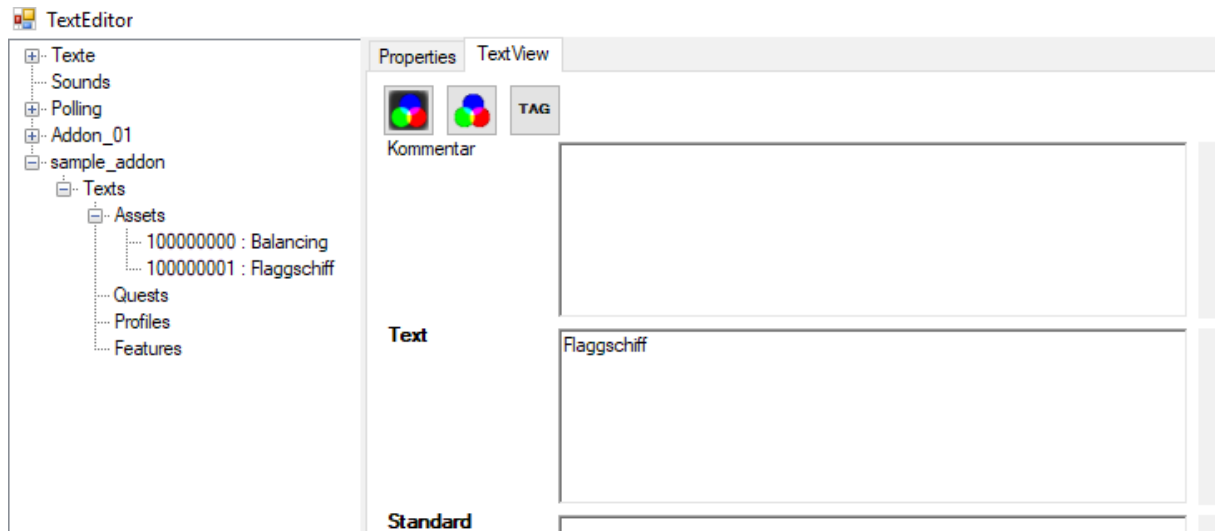 TextEditor
Texte
Sounds
Polling
Addon_01
sample_addon
Texts
Assets
100000000 : Balancing
100000001 : Flaggschiff
Quests
Profiles
Features
Properties
TextView
TAG
Kommentar
Text
Flaggschiff
Standard